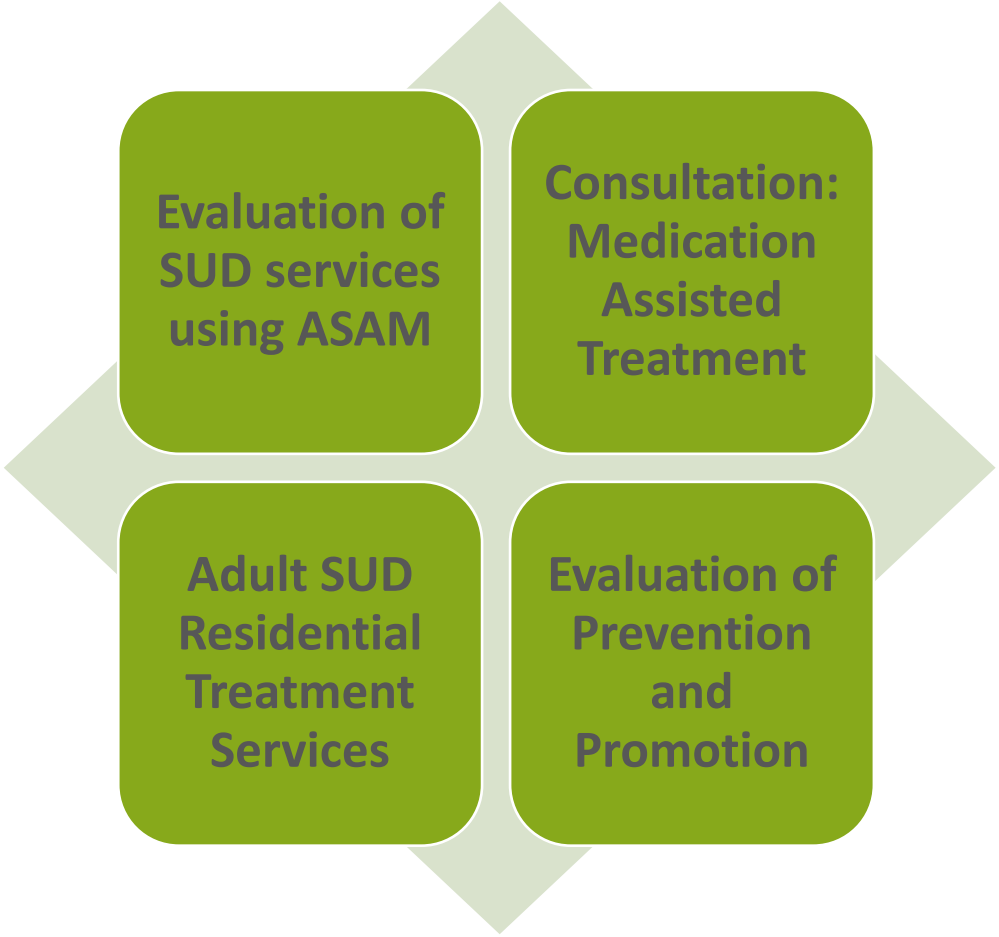 Evaluation of
SUD services
using ASAM
Consultation:
Medication
Assisted
Treatment
Adult SUD
Residential
Treatment
Services
Evaluation of
Prevention
and
Promotion